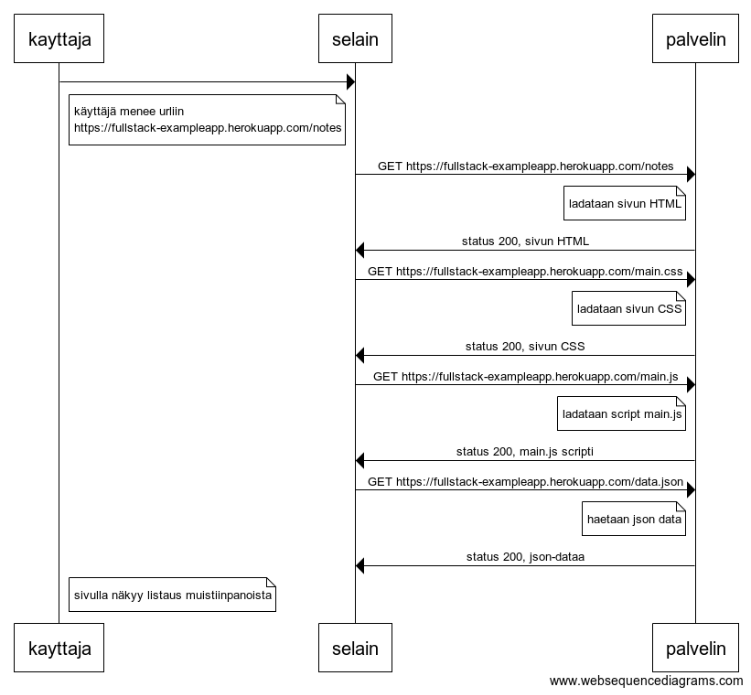 kayttaja
selain
palvelin
käyttäjä menee urliin
https://fullstack-exampleapp.herokuapp.com/notes
GET https://fullstack-exampleapp.herokuapp.com/notes
ladataan sivun HTML
status 200, sivun HTML
GET https://fullstack-exampleapp.herokuapp.com/main.css
ladataan sivun CSS
status 200, sivun CSS
GET https://fullstack-exampleapp.herokuapp.com/main.js
ladataan script main.js
status 200, main.js scripti
GET https://fullstack-exampleapp.herokuapp.com/data.json
haetaan json data
status 200, json-dataa
sivulla näkyy listaus muistiinpanoista
kayttaja
selain
palvelin
www.websequencediagrams.com